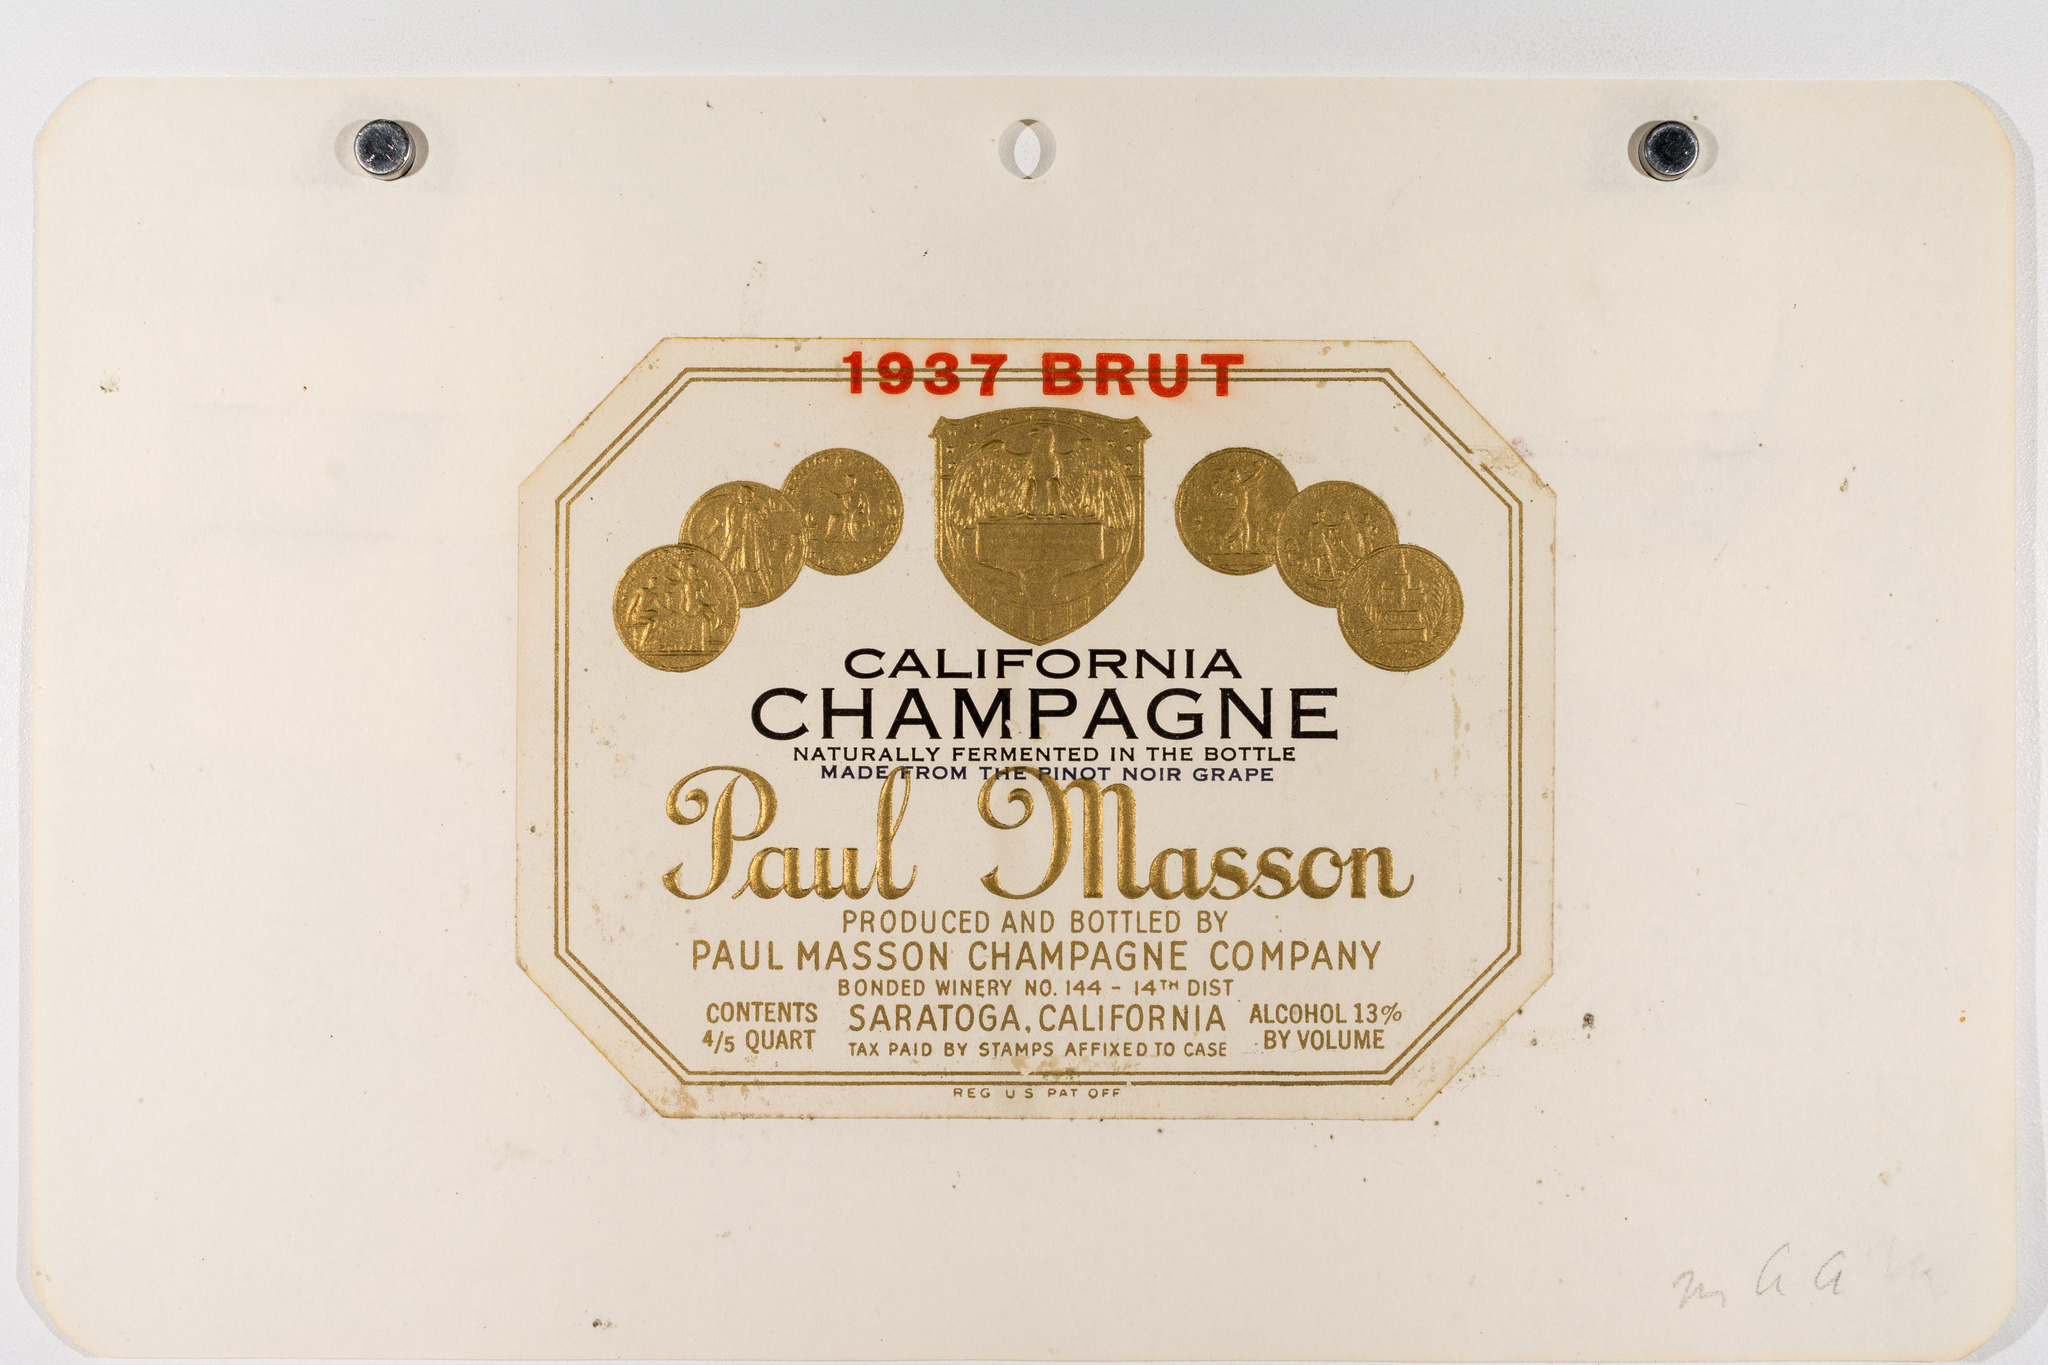 1937 BRUT
CALIFORNIA
CHAMPAGNE
NATURALLY FERMENTED IN THE BOTTLE
MADE FROM THE PINOT NOIR GRAPE
Paul Masson
PRODUCED AND BOTTLED BY
PAUL MASSON CHAMPAGNE COMPANY
BONDED WINERY NO. 144 - 14TH DIST
CONTENTS 4/5 QUART
SARATOGA, CALIFORNIA
ALCOHOL 13% BY VOLUME
TAX PAID BY STAMPS AFFIXED TO CASE
REG U S PAT OFF